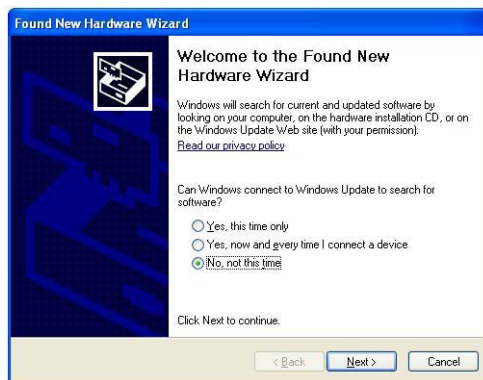 Found New Hardware Wizard
Welcome to the Found New
Hardware Wizard
Windows will search for current and updated software by
looking on your computer, on the hardware installation CD, or on
the Windows Update Web site (with your permission).
Read our privacy policy
Can Windows connect to Windows Update to search for
software?
Yes, this time only
Yes, now and every time I connect a device
No, not this time
Click Next to continue.
< Back Next > Cancel